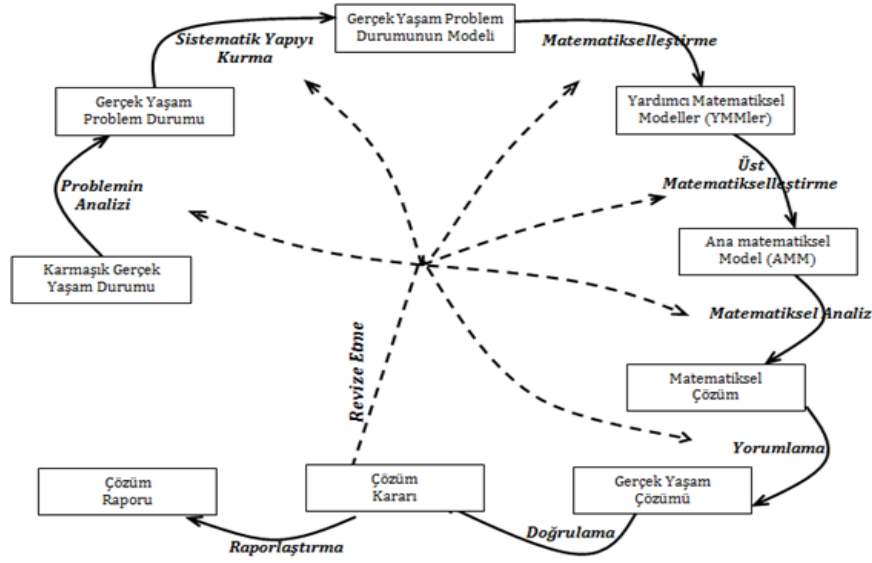 Gerçek Yaşam Problem
Durumunun Modeli
Sistematik Yapıyı
Kurma
Matematikselleştirme
Gerçek Yaşam
Problem Durumu
Yardımcı Matematiksel
Modeller (YMMler)
Problemin
Analizi
Üst
Matematikselleştirme
Karmaşık Gerçek
Yaşam Durumu
Ana matematiksel
Model (AMM)
Matematiksel Analiz
Revize Etme
Matematiksel
Çözüm
Yorumlama
Çözüm
Raporu
Çözüm
Kararı
Gerçek Yaşam
Çözümü
Doğrulama
Raporlaştırma